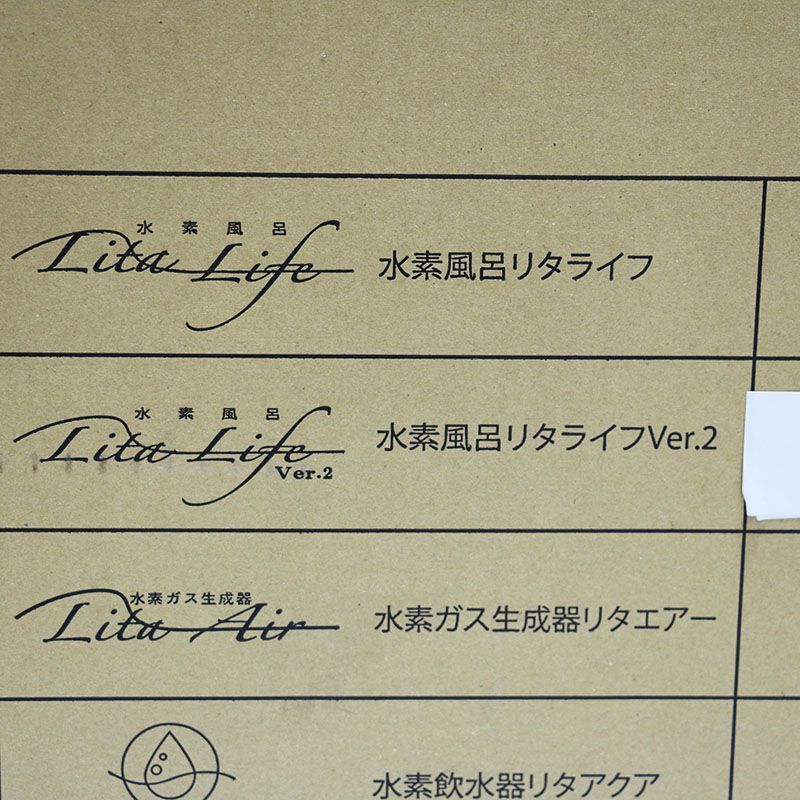 水素風呂
Lita Life
水素風呂リタライフ
水素風呂
Lita Life
Ver.2
水素風呂リタライフVer.2
水素ガス生成器
Lita Air
水素ガス生成器リタエアー
水素飲水器リタアクア